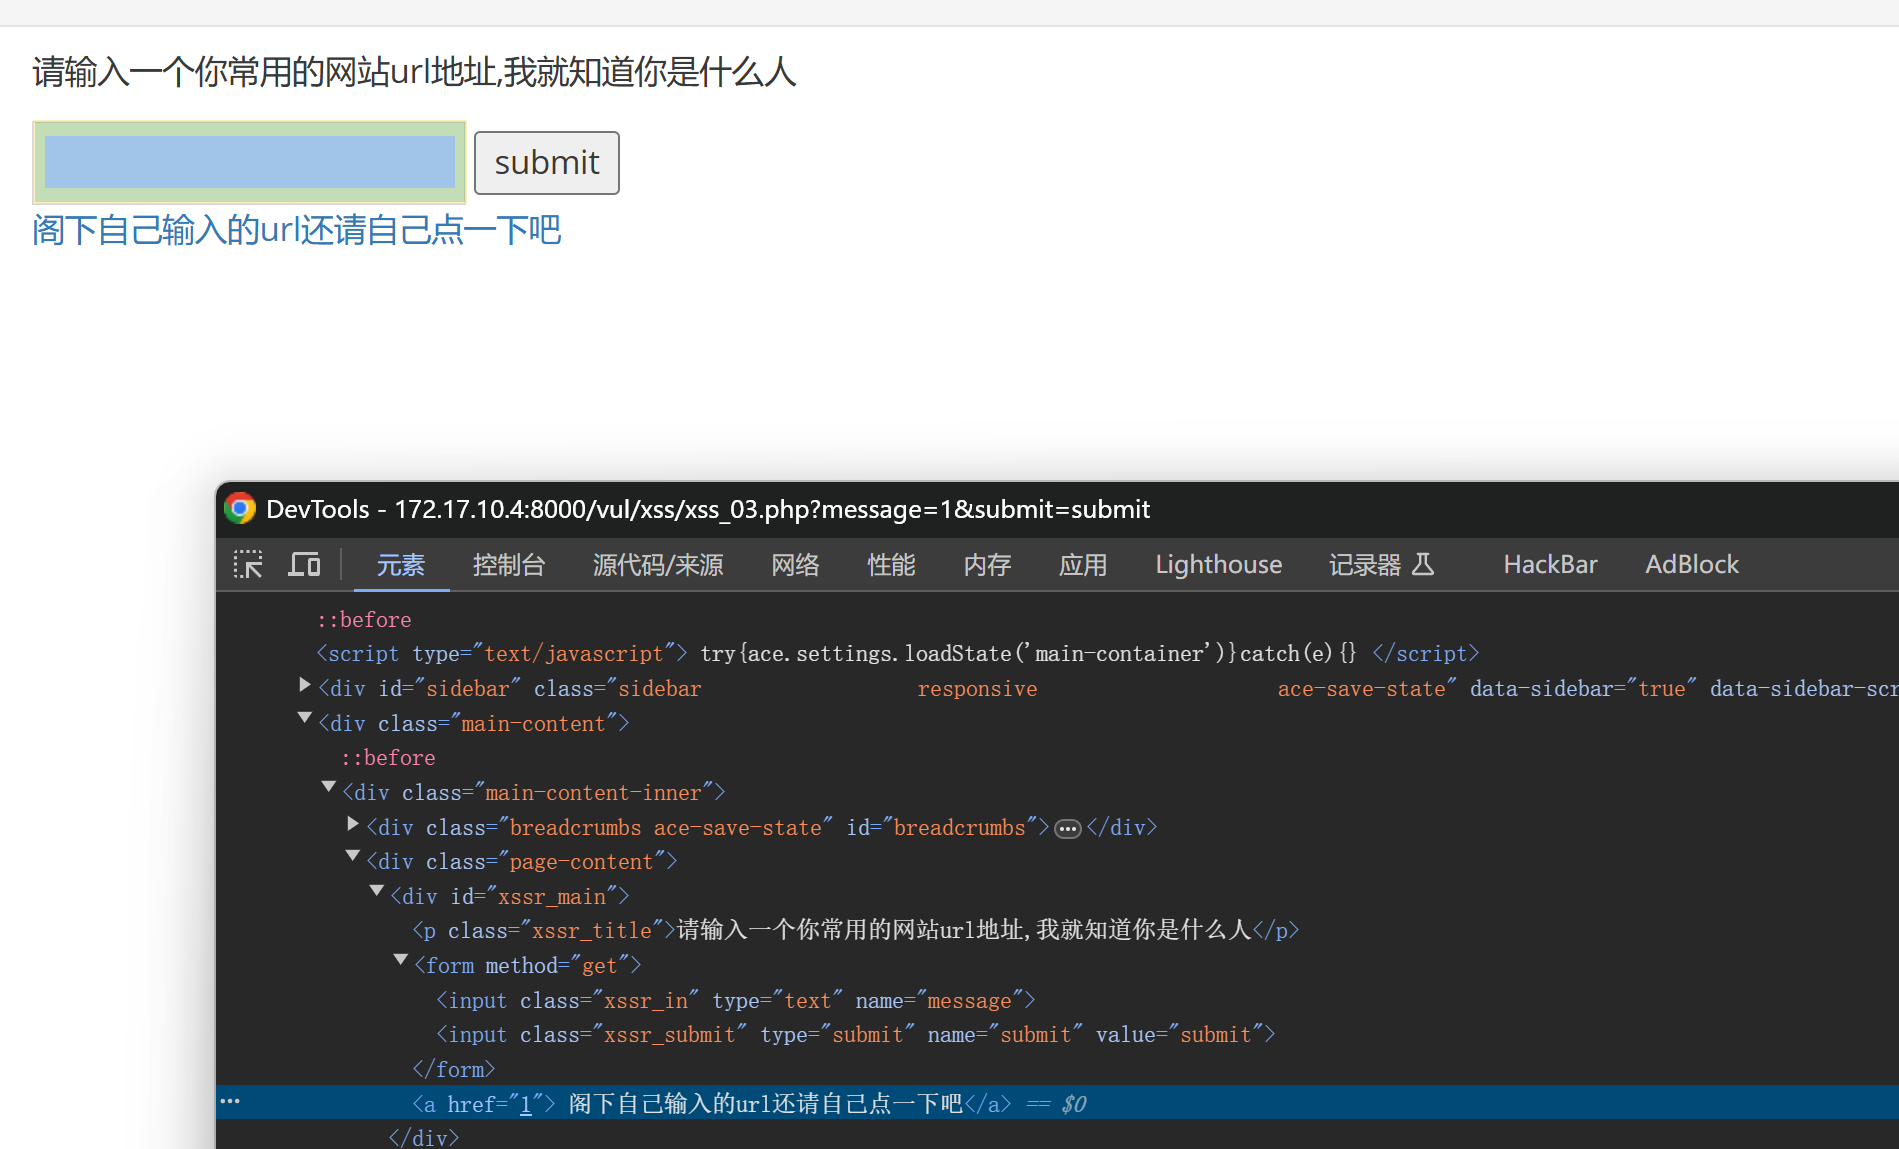 请输入一个你常用的网站url地址,我就知道你是什么人
submit
阁下自己输入的url还请自己点一下吧
DevTools - 172.17.10.4:8000/vul/xss/xss_03.php?message=1&submit=submit
元素 控制台 源代码/来源 网络 性能 内存 应用 Lighthouse 记录器 HackBar AdBlock
::before
<script type="text/javascript"> try{ace.settings.loadState('main-container')}catch(e){} </script>
<div id="sidebar" class="sidebar responsive ace-save-state" data-sidebar="true" data-sidebar-scr
<div class="main-content">
::before
<div class="main-content-inner">
<div class="breadcrumbs ace-save-state" id="breadcrumbs">…</div>
<div class="page-content">
<div id="xssr_main">
<p class="xssr_title">请输入一个你常用的网站url地址,我就知道你是什么人</p>
<form method="get">
<input class="xssr_in" type="text" name="message">
<input class="xssr_submit" type="submit" name="submit" value="submit">
</form>
<a href="1"> 阁下自己输入的url还请自己点一下吧</a> == $0
</div>